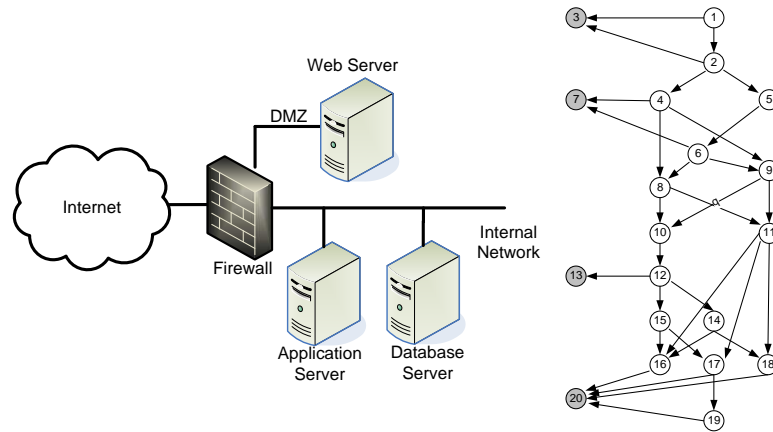 Web Server
DMZ
Internet
Firewall
Internal
Network
Application
Server
Database
Server
1
3
2
4
5
7
6
9
8
q
10
11
12
13
15
14
16
17
18
20
19